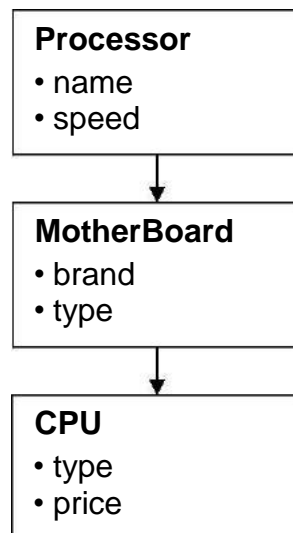 Processor
• name
• speed
MotherBoard
• brand
• type
CPU
• type
• price